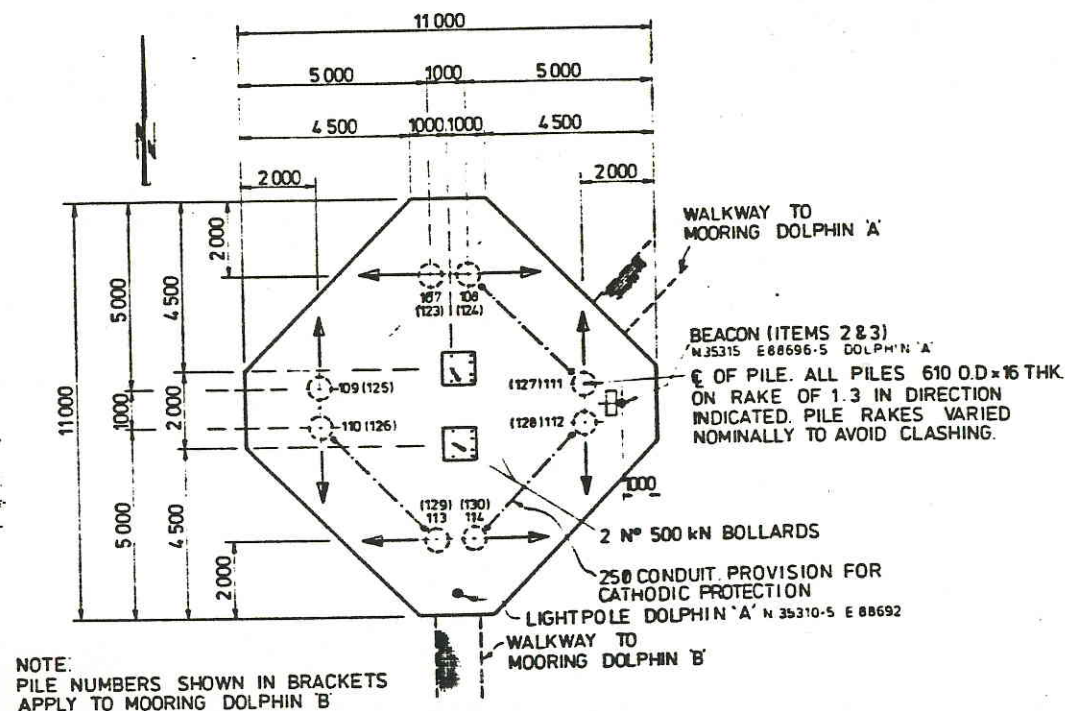 11 000
5 000 1000 5 000
4 500 1000 1000 4 500
2 000 2 000
WALKWAY TO
MOORING DOLPHIN 'A'
11 000
5 000
1000
5 000
4 500
2 000
4 500
2 000
2 000
107 108
(123) (124)
109 (125)
110 (126)
(127) 111
(128) 112
(129) (130)
113 114
BEACON (ITEMS 2 & 3)
N35315 E88696·5 DOLPHIN 'A'
℄ OF PILE. ALL PILES 610 O.D x 16 THK.
ON RAKE OF 1.3 IN DIRECTION
INDICATED. PILE RAKES VARIED
NOMINALLY TO AVOID CLASHING.
1000
2 Nº 500 kN BOLLARDS
250 CONDUIT. PROVISION FOR
CATHODIC PROTECTION
LIGHTPOLE DOLPHIN 'A' N 35310·5 E 88692
WALKWAY TO
MOORING DOLPHIN 'B'
NOTE:
PILE NUMBERS SHOWN IN BRACKETS
APPLY TO MOORING DOLPHIN 'B'